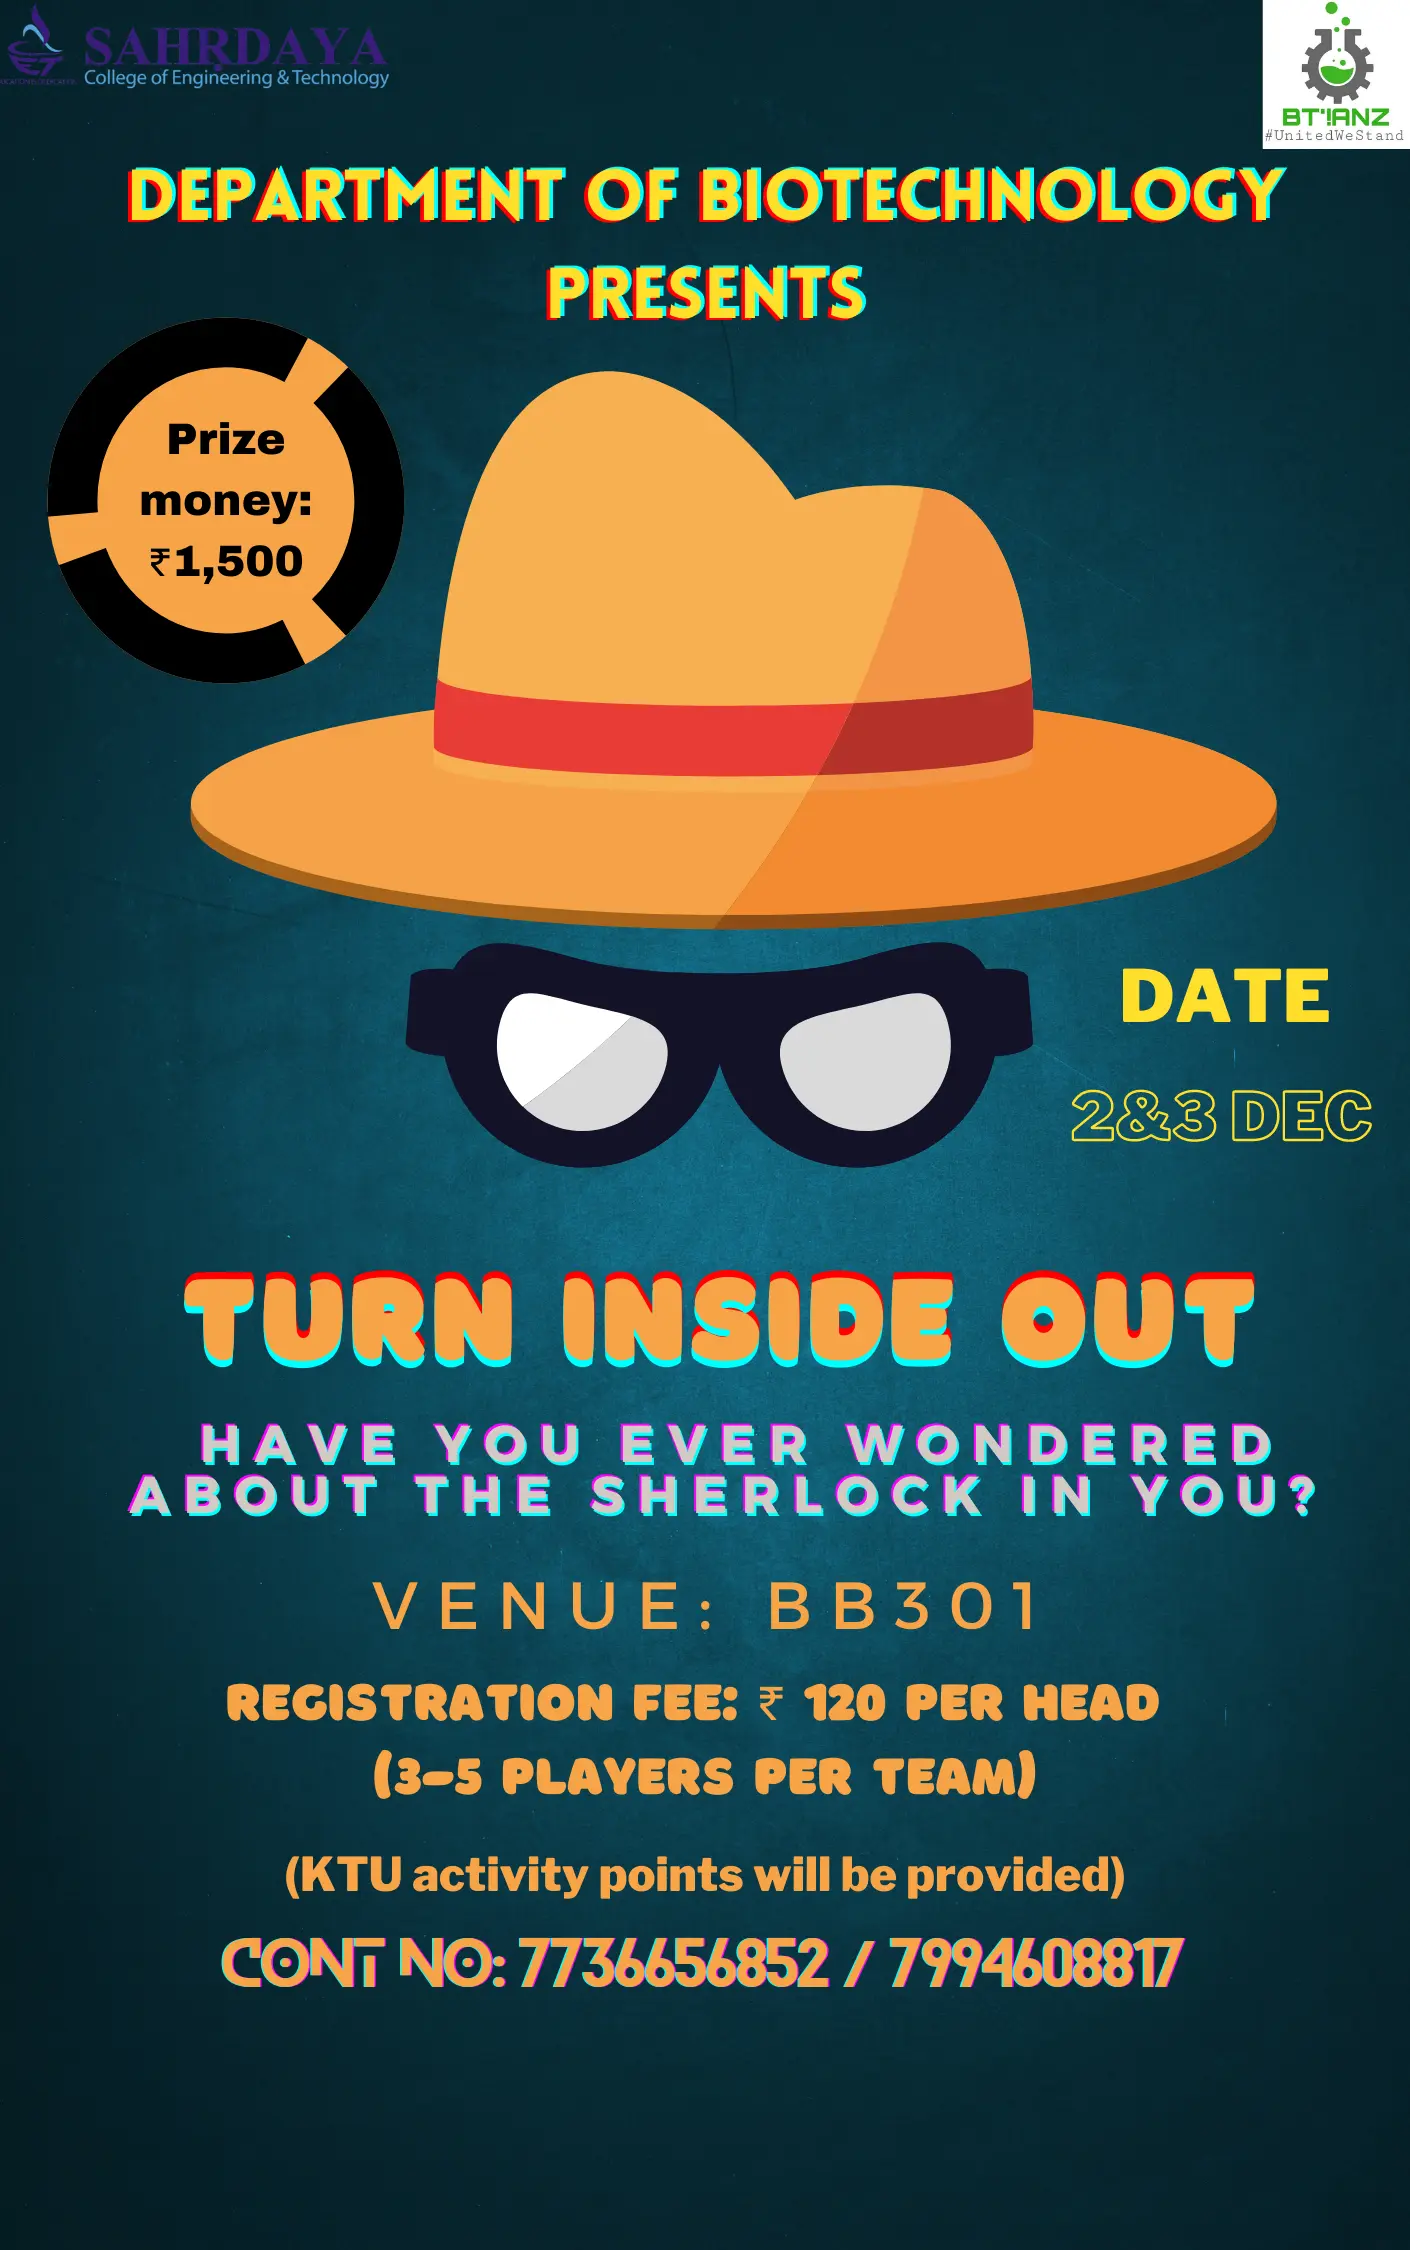 SAHRDAYA
College of Engineering & Technology
BT!ANZ
#UnitedWeStand
DEPARTMENT OF BIOTECHNOLOGY
PRESENTS
Prize
money:
₹1,500
DATE
2&3 DEC
TURN INSIDE OUT
HAVE YOU EVER WONDERED
ABOUT THE SHERLOCK IN YOU?
VENUE: BB301
REGISTRATION FEE: ₹ 120 PER HEAD
(3-5 PLAYERS PER TEAM)
(KTU activity points will be provided)
CONT NO: 7736656852 / 7994608817